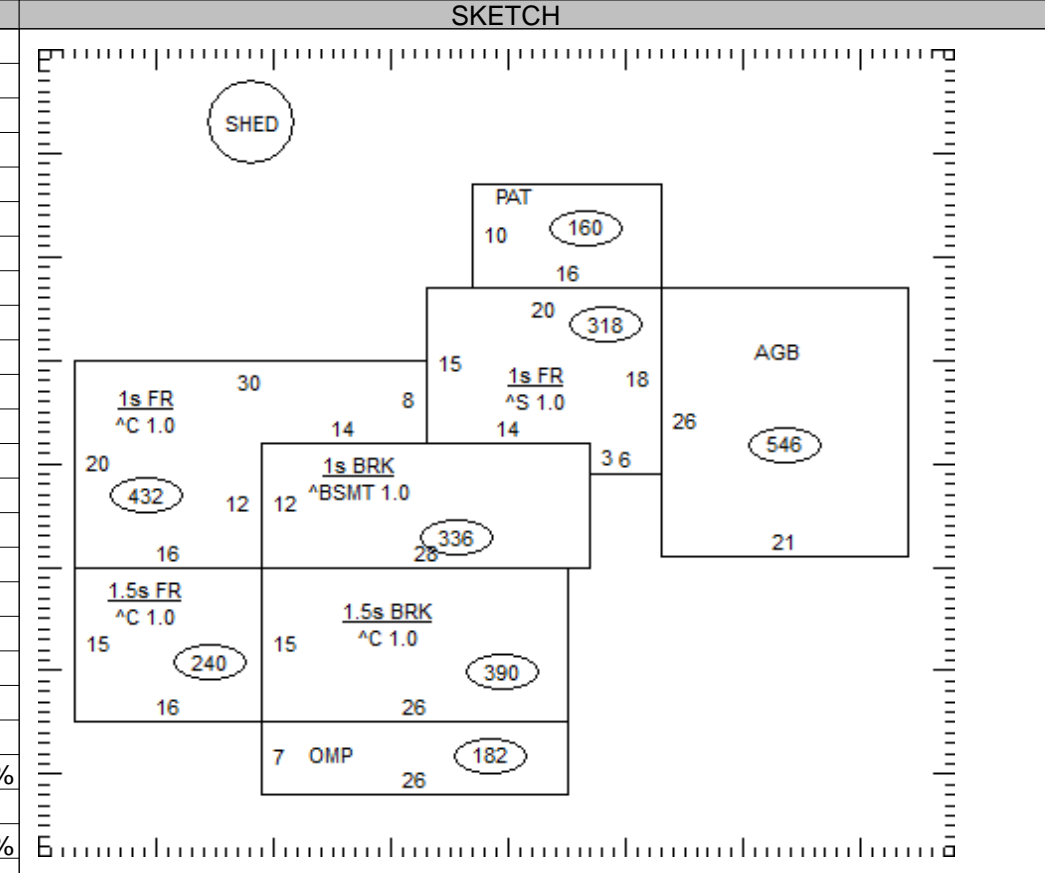 SKETCH
SHED
PAT
10 160
16
20 318
15 1s FR 18
^S 1.0
14
3 6
AGB
26 546
21
30
1s FR 8
^C 1.0
14
20 432 12
16
1s BRK
12 ^BSMT 1.0
336
28
1.5s FR
^C 1.0
15 240
16
1.5s BRK
^C 1.0
15 390
26
7 OMP 182
26
%
%